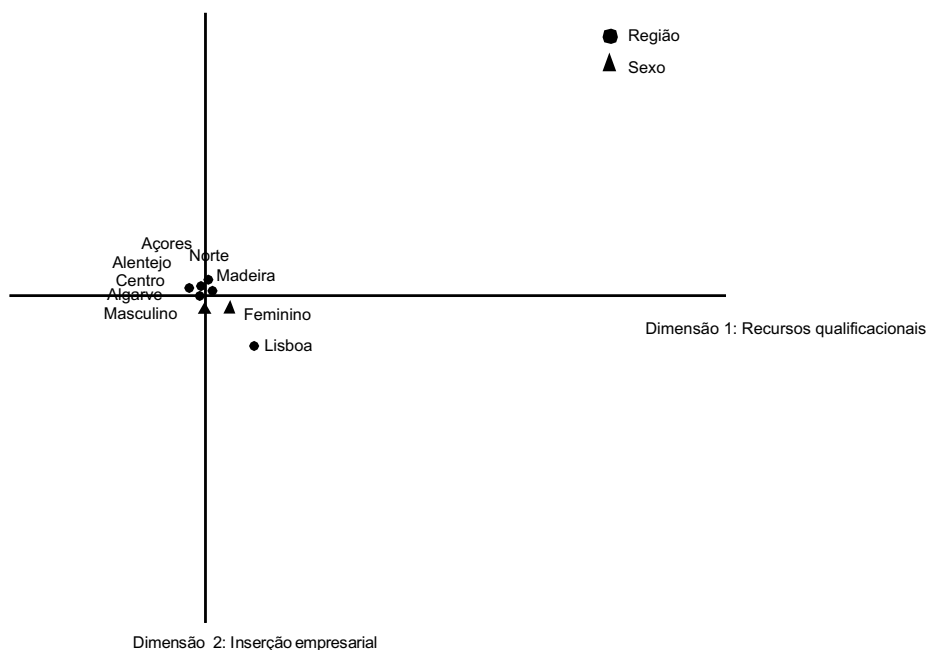 Região
Sexo
Açores
Norte
Alentejo
Madeira
Centro
Algarve
Masculino
Feminino
Dimensão 1: Recursos qualificacionais
Lisboa
Dimensão 2: Inserção empresarial